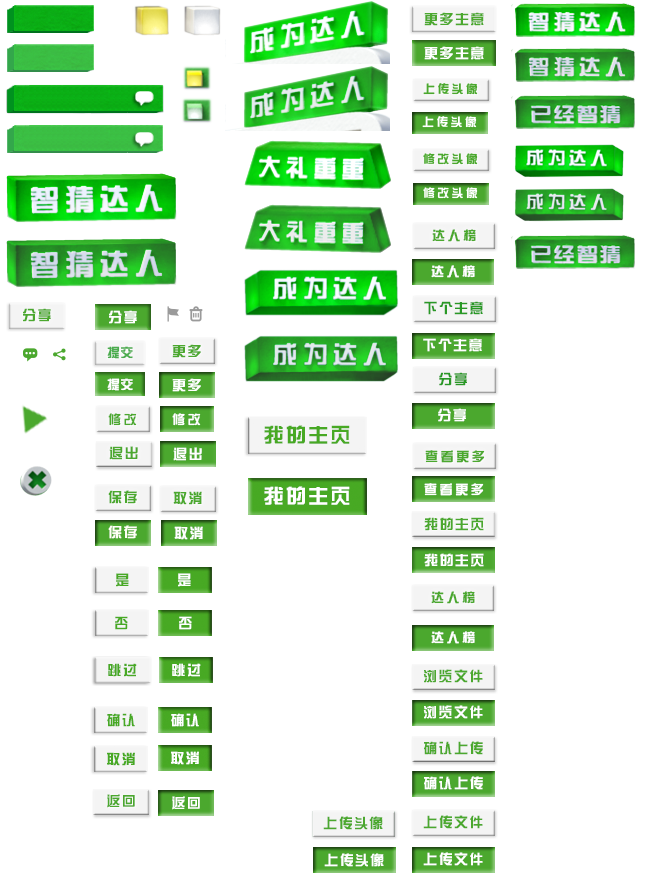 智猜达人
智猜达人
分享
分享
提交
更多
提交
更多
修改
修改
退出
退出
保存
取消
保存
取消
是
是
否
否
跳过
跳过
确认
确认
取消
取消
返回
返回
成为达人
成为达人
大礼重重
大礼重重
成为达人
成为达人
我的主页
我的主页
上传头像
上传头像
更多主意
更多主意
上传头像
上传头像
修改头像
修改头像
达人榜
达人榜
下个主意
下个主意
分享
分享
查看更多
查看更多
我的主页
我的主页
达人榜
达人榜
浏览文件
浏览文件
确认上传
确认上传
上传文件
上传文件
智猜达人
智猜达人
已经智猜
成为达人
成为达人
已经智猜